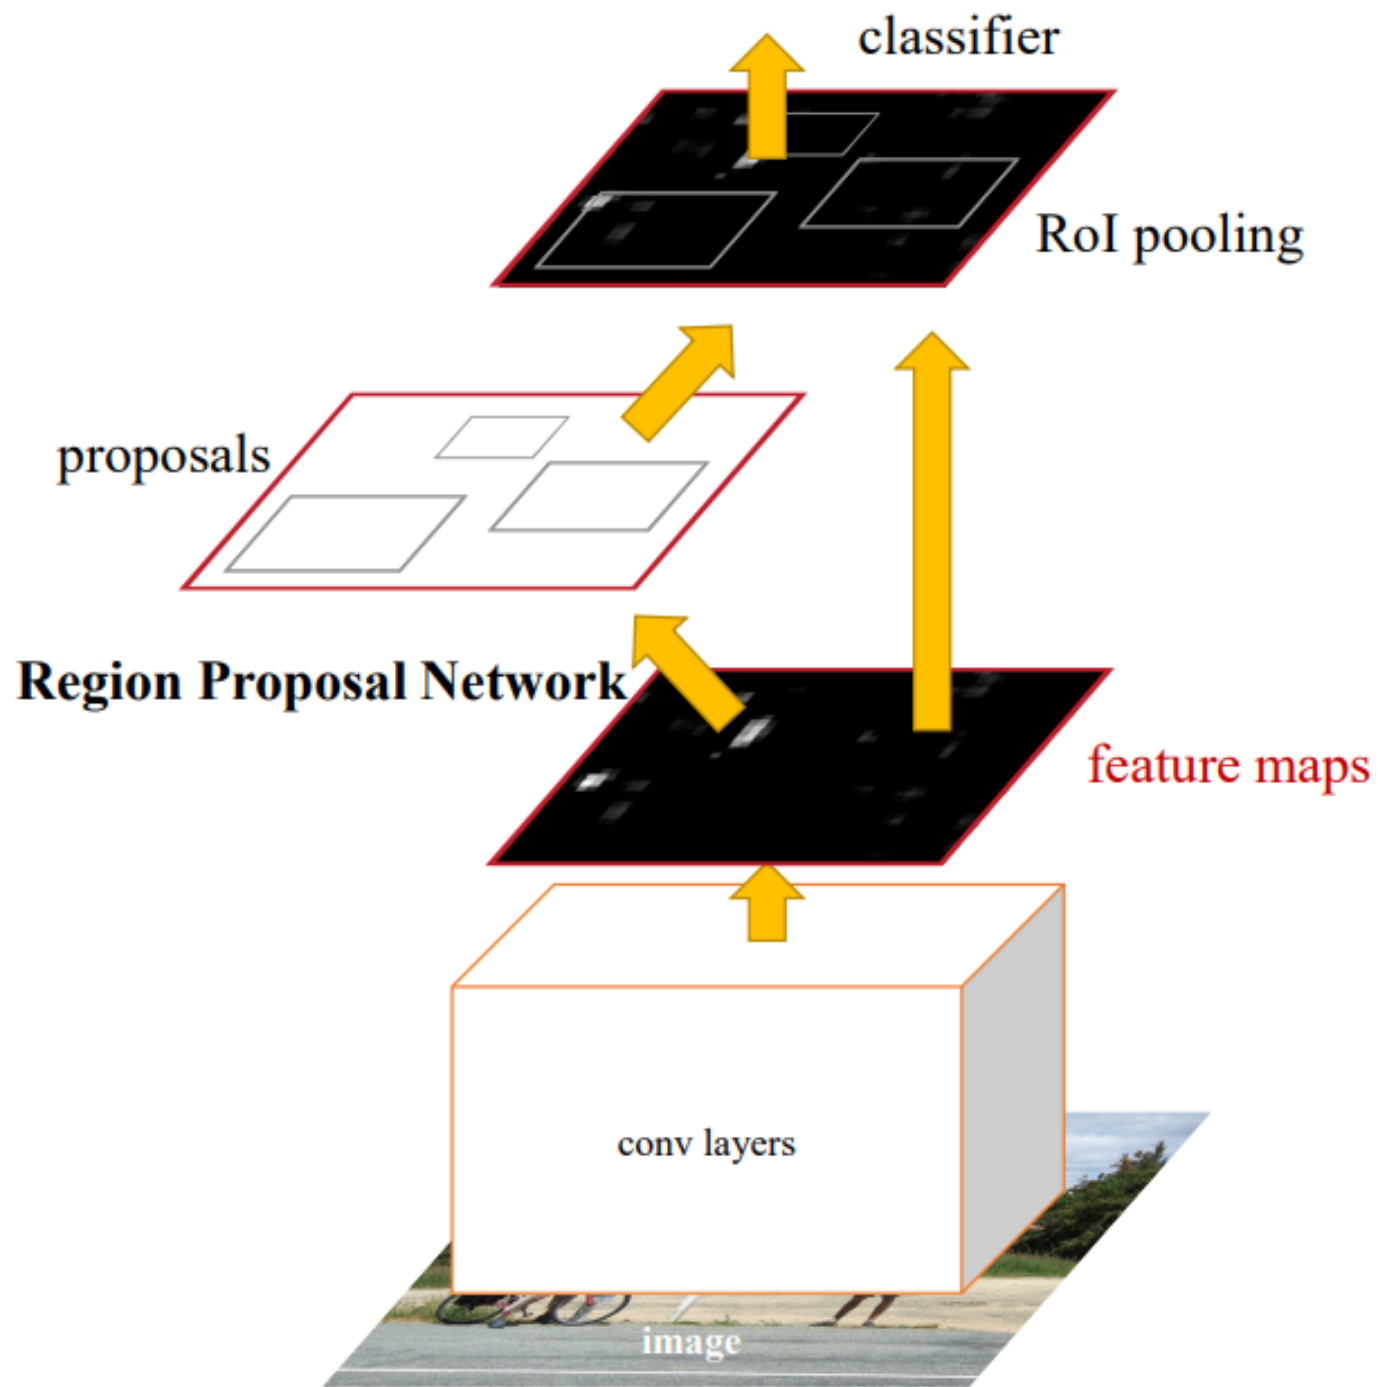 classifier
RoI pooling
proposals
Region Proposal Network
feature maps
conv layers
image